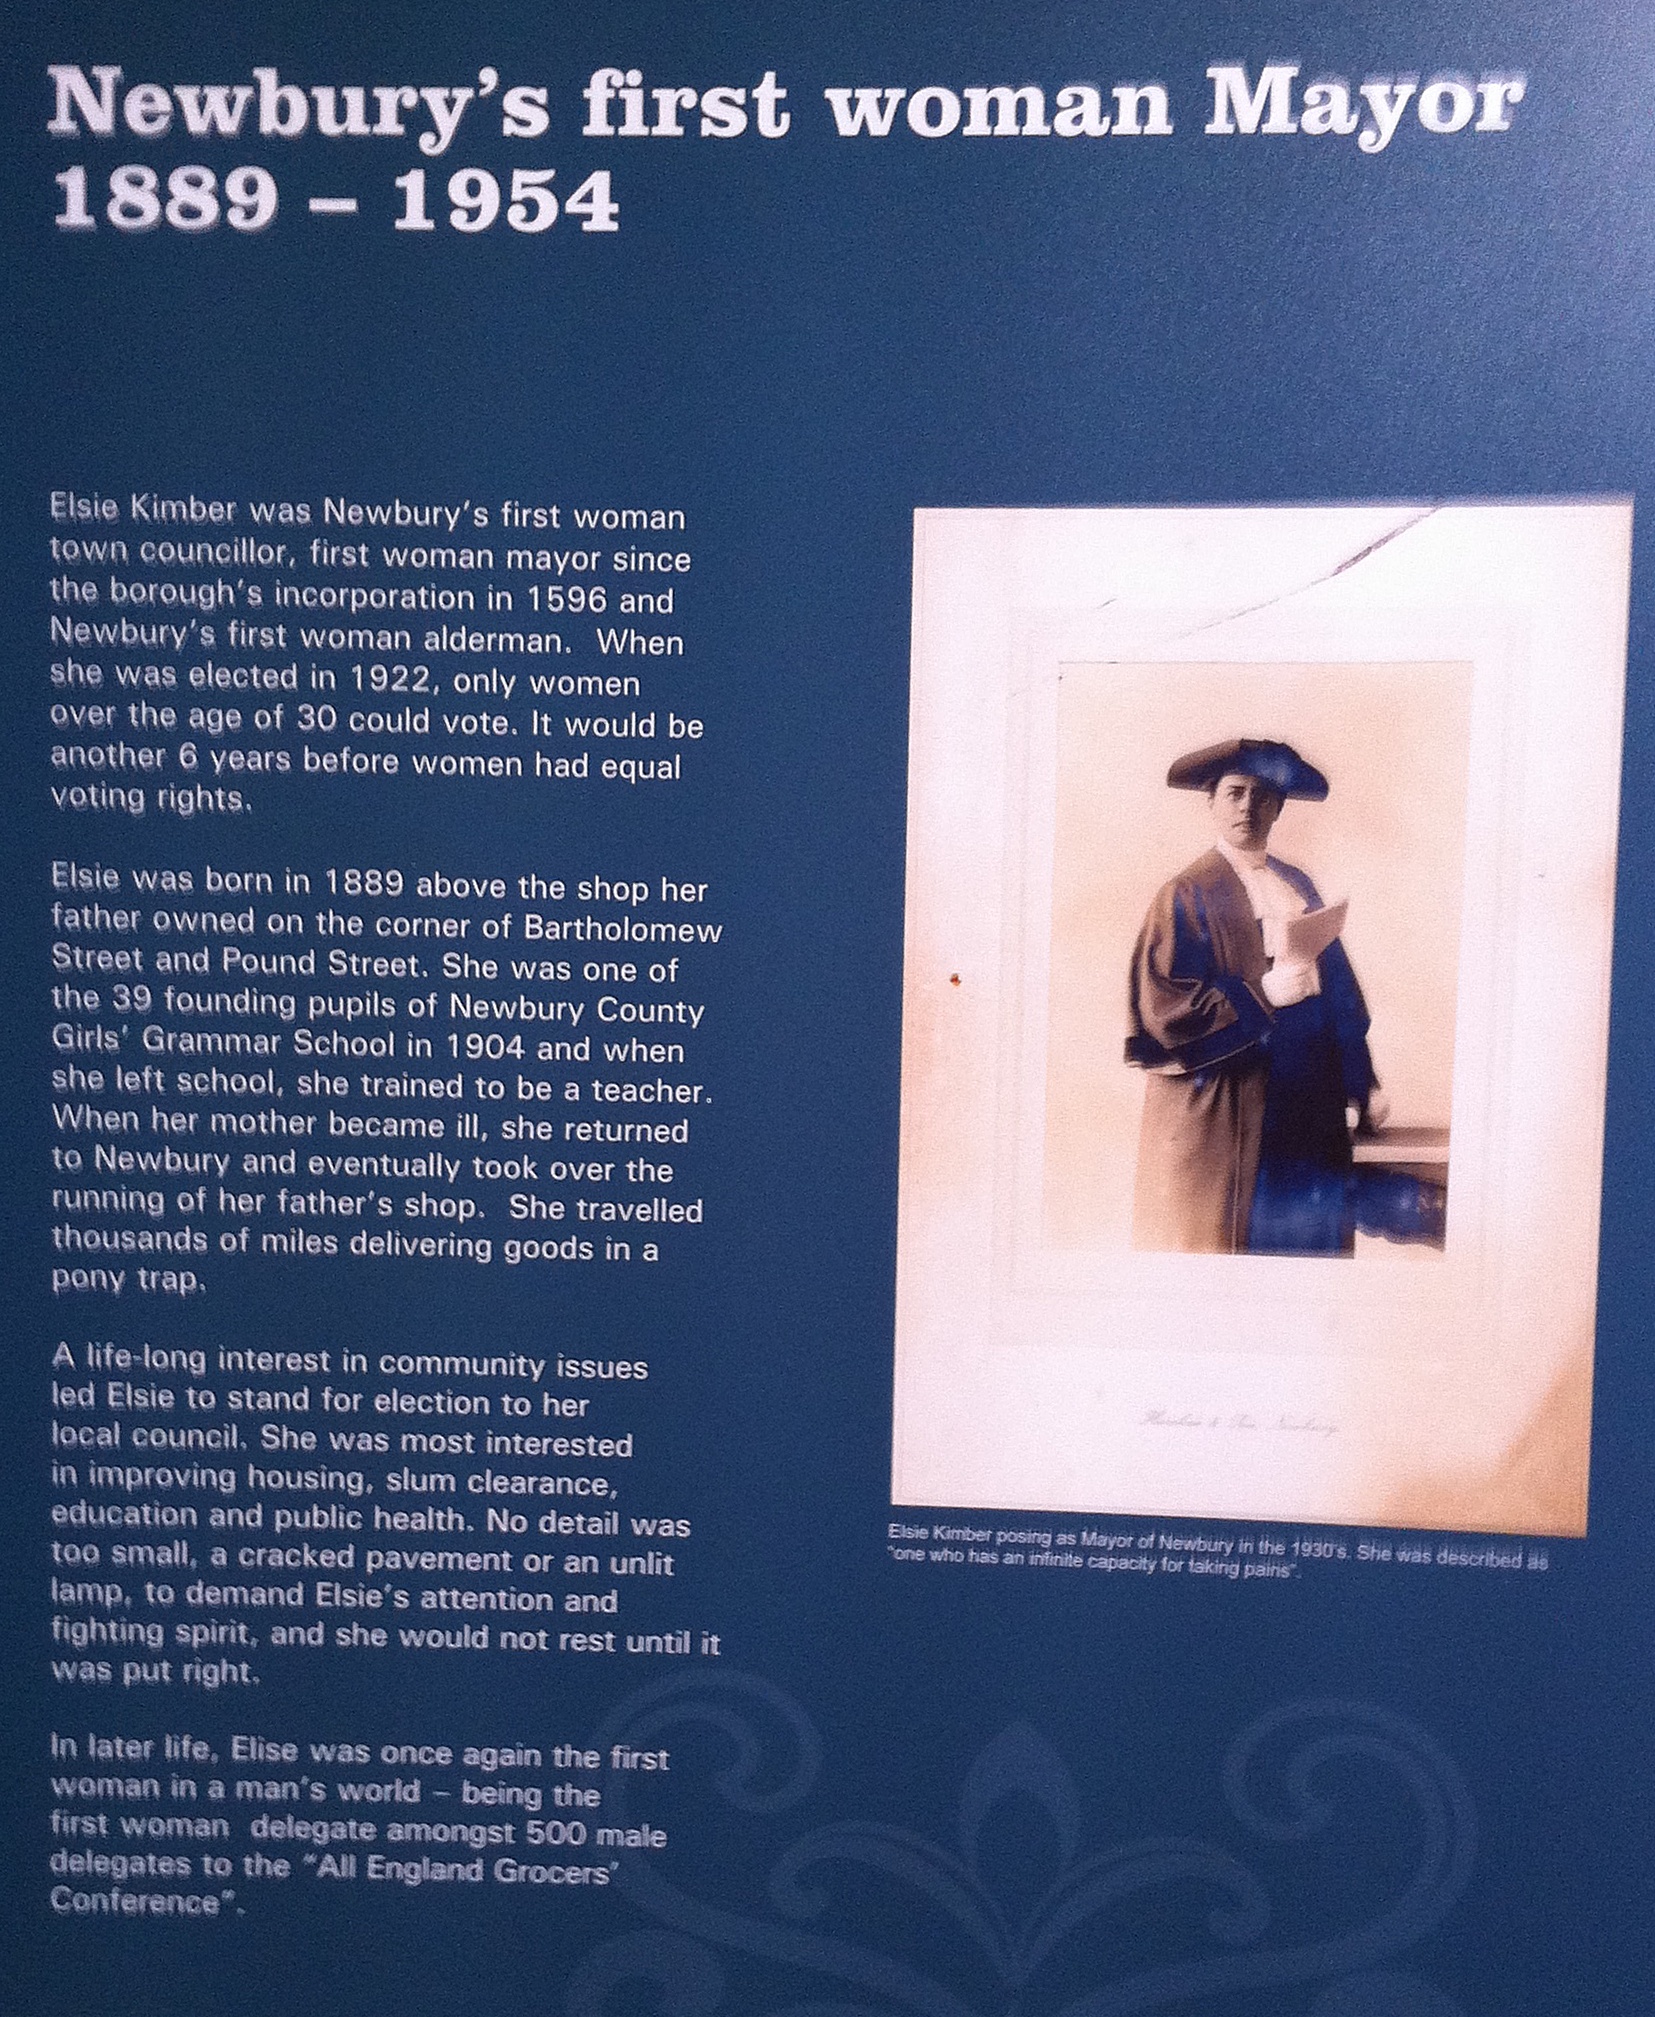 Newbury's first woman Mayor
1889 – 1954
Elsie Kimber was Newbury's first woman
town councillor, first woman mayor since
the borough's incorporation in 1596 and
Newbury's first woman alderman. When
she was elected in 1922, only women
over the age of 30 could vote. It would be
another 6 years before women had equal
voting rights.
Elsie was born in 1889 above the shop her
father owned on the corner of Bartholomew
Street and Pound Street. She was one of
the 39 founding pupils of Newbury County
Girls' Grammar School in 1904 and when
she left school, she trained to be a teacher.
When her mother became ill, she returned
to Newbury and eventually took over the
running of her father's shop. She travelled
thousands of miles delivering goods in a
pony trap.
A life-long interest in community issues
led Elsie to stand for election to her
local council. She was most interested
in improving housing, slum clearance,
education and public health. No detail was
too small, a cracked pavement or an unlit
lamp, to demand Elsie's attention and
fighting spirit, and she would not rest until it
was put right.
In later life, Elise was once again the first
woman in a man's world – being the
first woman delegate amongst 500 male
delegates to the "All England Grocers'
Conference".
Newbury
Elsie Kimber posing as Mayor of Newbury in the 1930's. She was described as
"one who has an infinite capacity for taking pains".